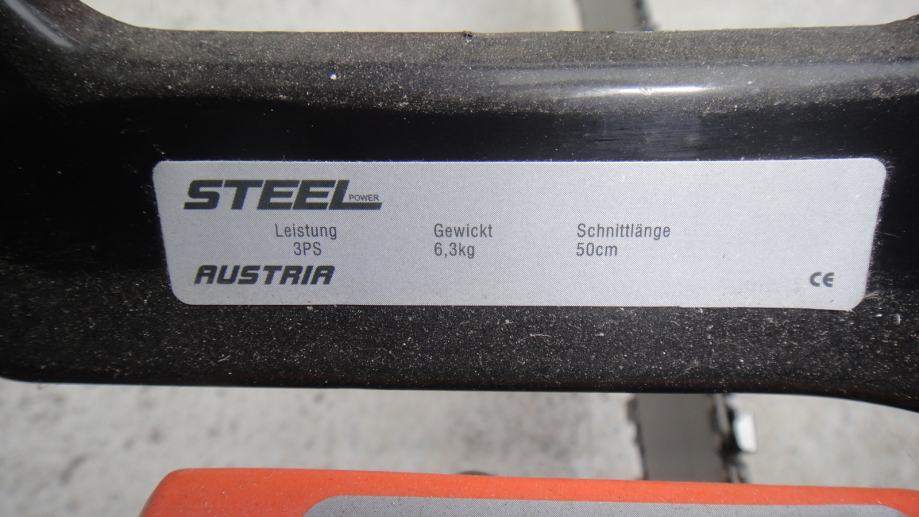 STEEL POWER
Leistung Gewickt Schnittlänge
3PS 6,3kg 50cm
AUSTRIA CE